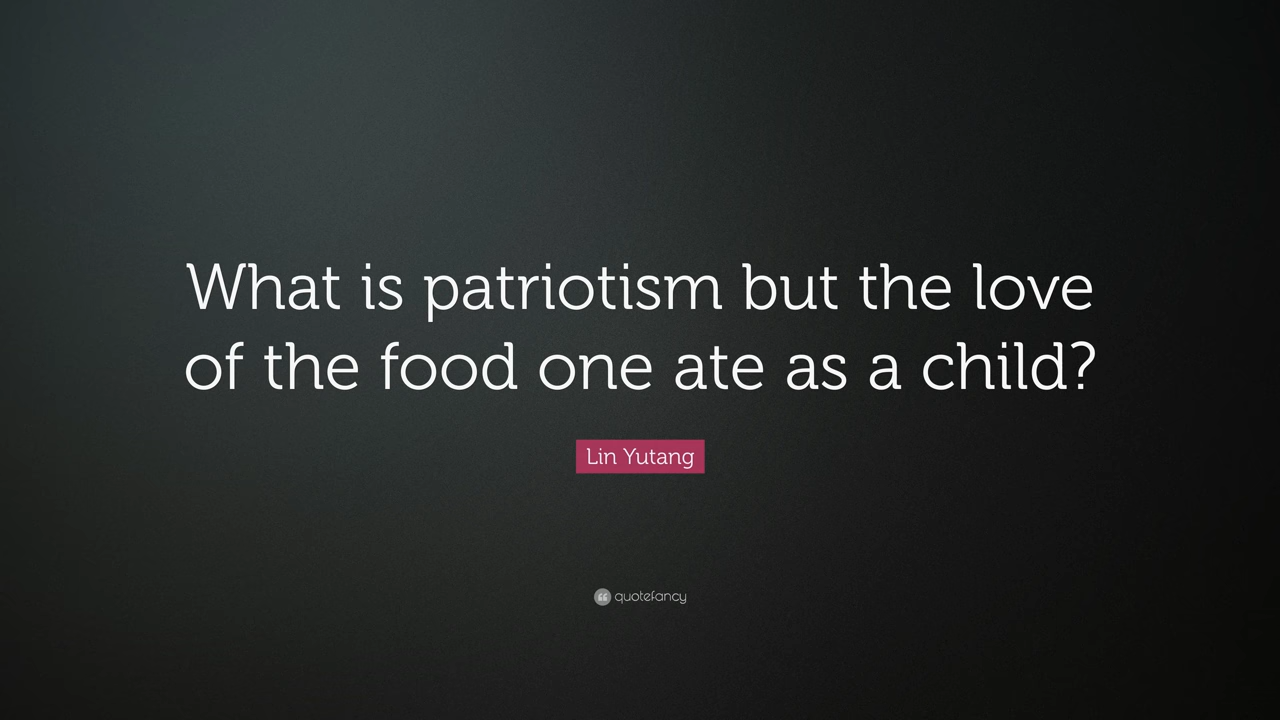 What is patriotism but the love
of the food one ate as a child?
Lin Yutang
quotefancy